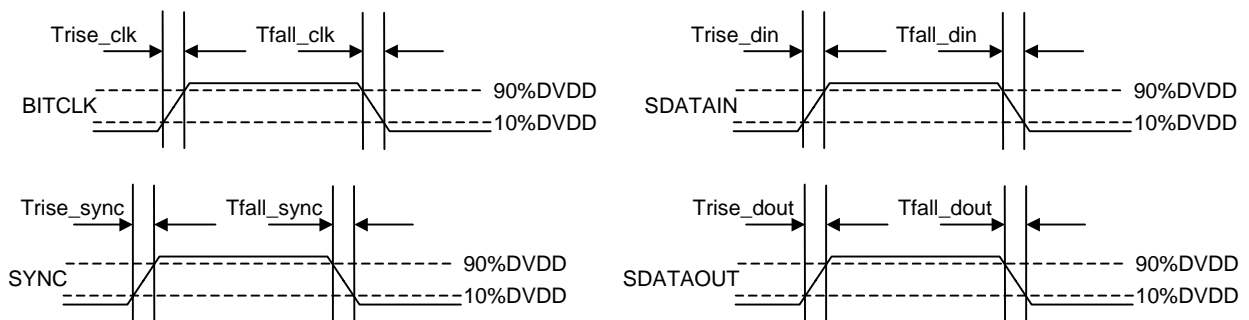 Trise_clk Tfall_clk
90%DVDD
BITCLK
10%DVDD
Trise_din Tfall_din
90%DVDD
SDATAIN
10%DVDD
Trise_sync Tfall_sync
90%DVDD
SYNC
10%DVDD
Trise_dout Tfall_dout
90%DVDD
SDATAOUT
10%DVDD